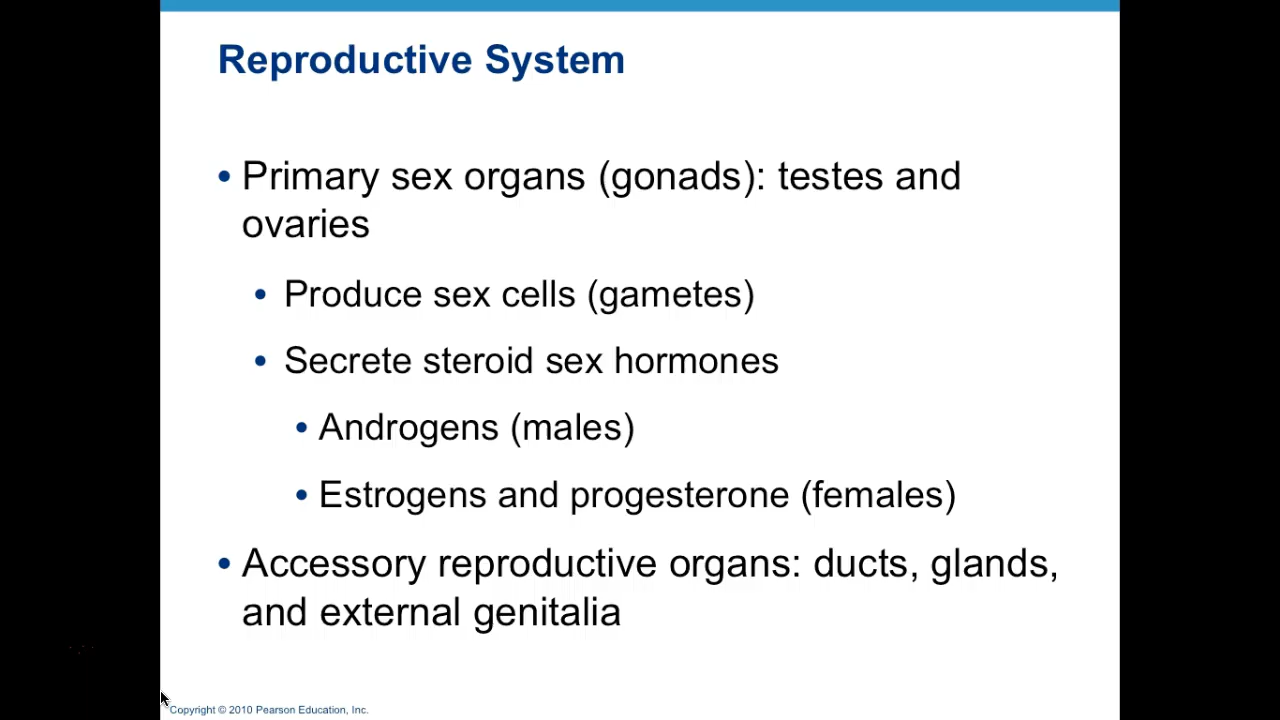 Reproductive System
• Primary sex organs (gonads): testes and
ovaries
• Produce sex cells (gametes)
• Secrete steroid sex hormones
• Androgens (males)
• Estrogens and progesterone (females)
• Accessory reproductive organs: ducts, glands,
and external genitalia
Copyright © 2010 Pearson Education, Inc.